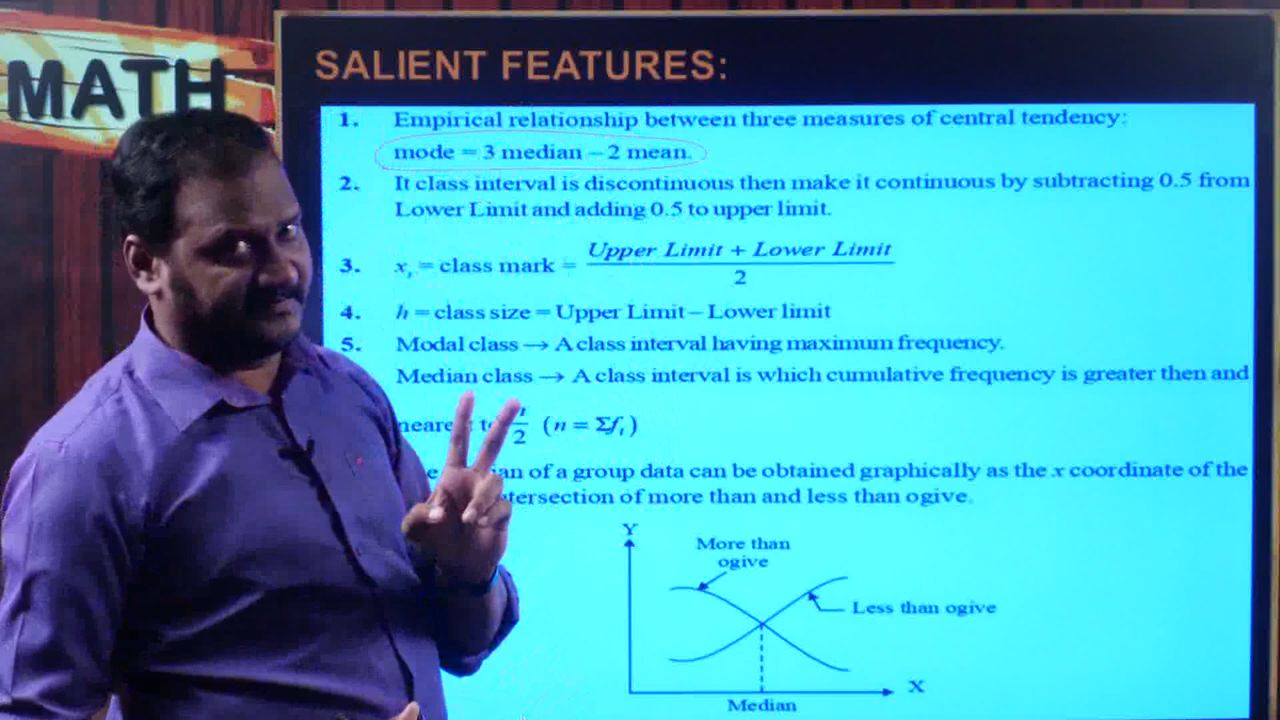 MATH
SALIENT FEATURES:
1. Empirical relationship between three measures of central tendency:
mode = 3 median – 2 mean.
2. It class interval is discontinuous then make it continuous by subtracting 0.5 from
Lower Limit and adding 0.5 to upper limit.
3. xᵢ = class mark = Upper Limit + Lower Limit
2
4. h = class size = Upper Limit – Lower limit
5. Modal class → A class interval having maximum frequency.
Median class → A class interval is which cumulative frequency is greater then and
2 (n = Σfᵢ)
of a group data can be obtained graphically as the x coordinate of the
of more than and less than ogive.
Y
More than
ogive
Less than ogive
X
Median